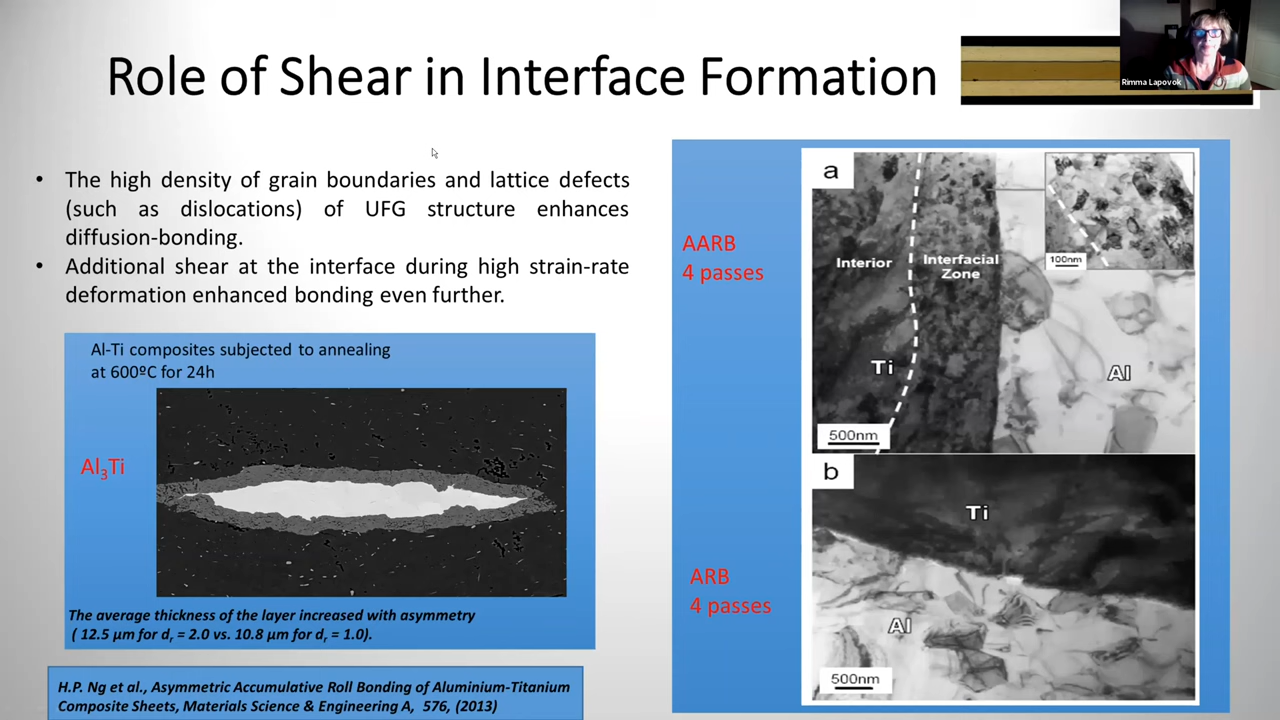 Role of Shear in Interface Formation
Rimma Lapovok
• The high density of grain boundaries and lattice defects
(such as dislocations) of UFG structure enhances
diffusion-bonding.
• Additional shear at the interface during high strain-rate
deformation enhanced bonding even further.
Al-Ti composites subjected to annealing
at 600ºC for 24h
Al₃Ti
The average thickness of the layer increased with asymmetry
( 12.5 µm for dᵣ = 2.0 vs. 10.8 µm for dᵣ = 1.0).
H.P. Ng et al., Asymmetric Accumulative Roll Bonding of Aluminium-Titanium
Composite Sheets, Materials Science & Engineering A, 576, (2013)
AARB
4 passes
a
Interior
Interfacial
Zone
100nm
Ti
Al
500nm
ARB
4 passes
b
Ti
Al
500nm